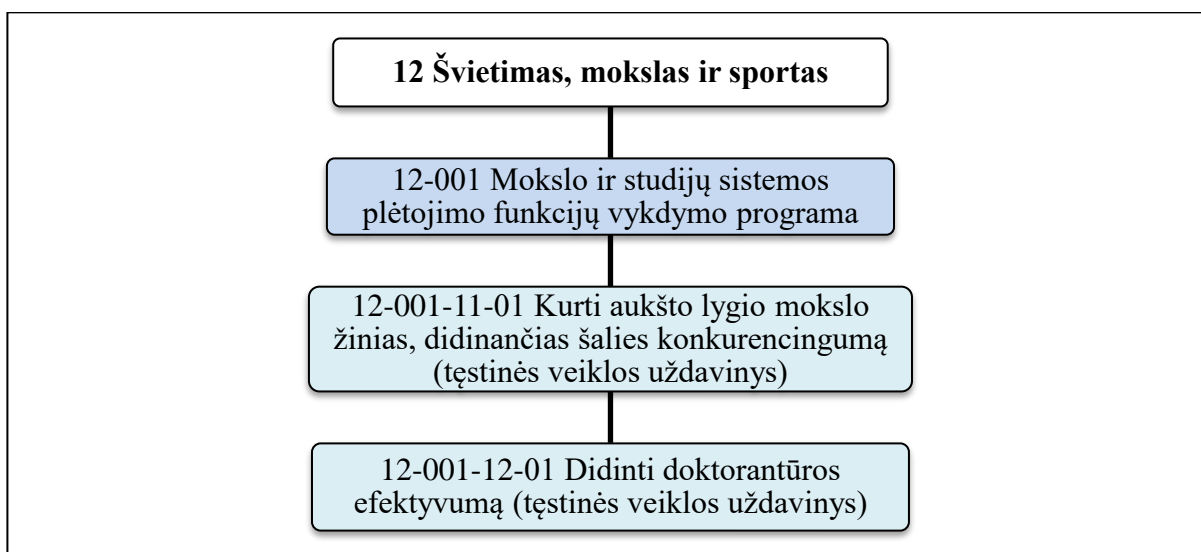 12 Švietimas, mokslas ir sportas
12-001 Mokslo ir studijų sistemos
plėtojimo funkcijų vykdymo programa
12-001-11-01 Kurti aukšto lygio mokslo
žinias, didinančias šalies konkurencingumą
(tęstinės veiklos uždavinys)
12-001-12-01 Didinti doktorantūros
efektyvumą (tęstinės veiklos uždavinys)